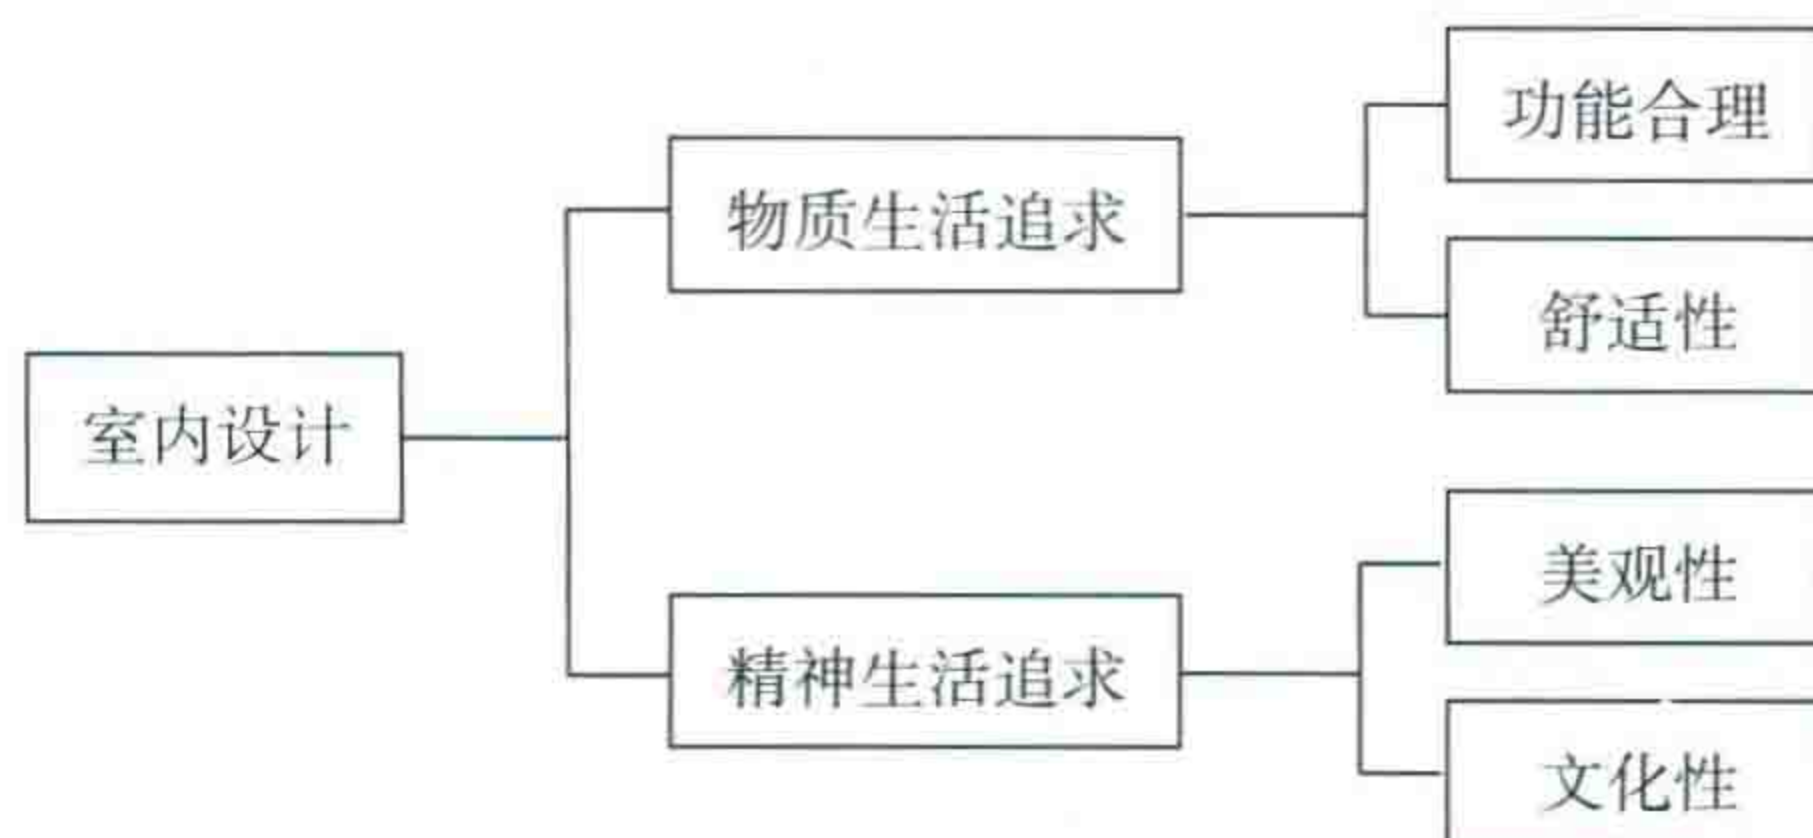 功能合理
物质生活追求
舒适性
室内设计
美观性
精神生活追求
文化性